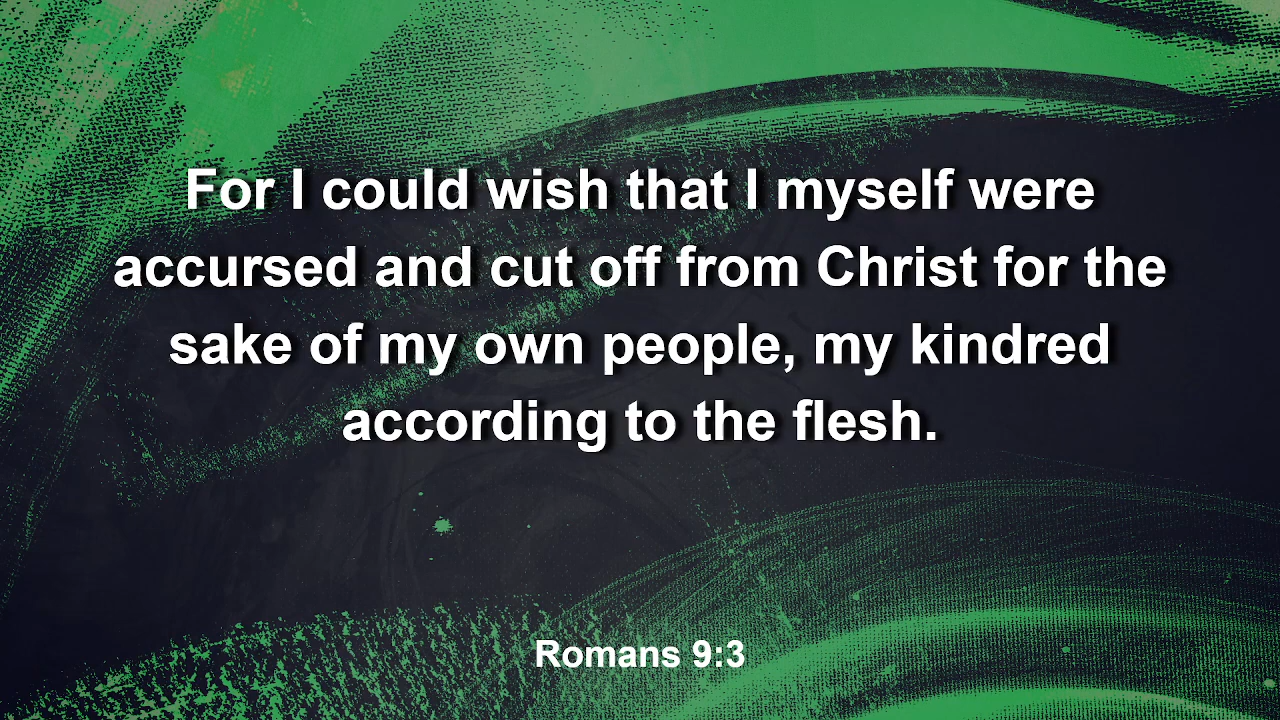 For I could wish that I myself were
accursed and cut off from Christ for the
sake of my own people, my kindred
according to the flesh.
Romans 9:3